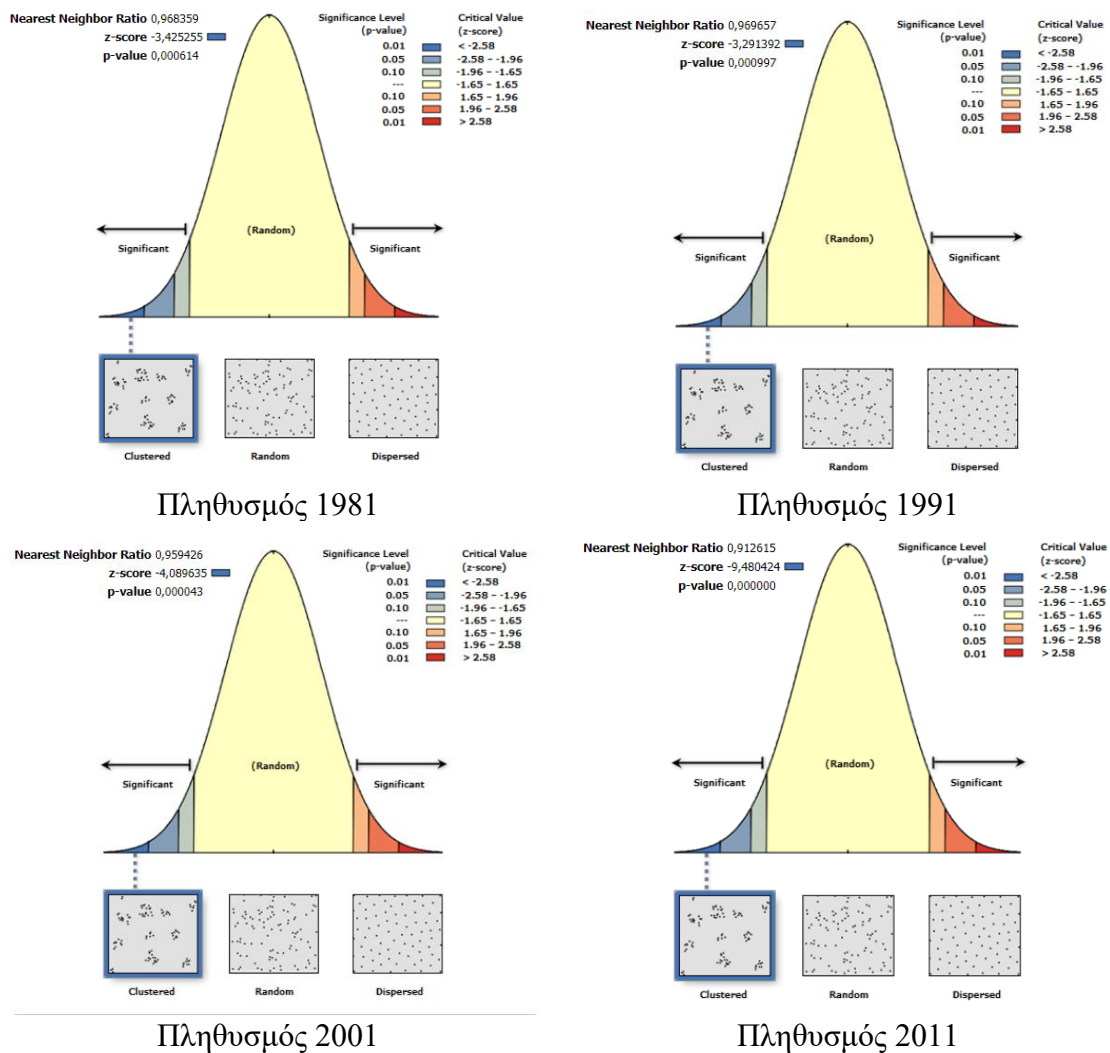 Nearest Neighbor Ratio 0,968359
z-score -3,425255
p-value 0,000614
Significance Level (p-value) Critical Value (z-score)
0.01 < -2.58
0.05 -2.58 – -1.96
0.10 -1.96 – -1.65
--- -1.65 – 1.65
0.10 1.65 – 1.96
0.05 1.96 – 2.58
0.01 > 2.58
Significant
(Random)
Significant
Clustered Random Dispersed
Πληθυσμός 1981
Nearest Neighbor Ratio 0,969657
z-score -3,291392
p-value 0,000997
Significance Level (p-value) Critical Value (z-score)
0.01 < -2.58
0.05 -2.58 – -1.96
0.10 -1.96 – -1.65
--- -1.65 – 1.65
0.10 1.65 – 1.96
0.05 1.96 – 2.58
0.01 > 2.58
Significant
(Random)
Significant
Clustered Random Dispersed
Πληθυσμός 1991
Nearest Neighbor Ratio 0,959426
z-score -4,089635
p-value 0,000043
Significance Level (p-value) Critical Value (z-score)
0.01 < -2.58
0.05 -2.58 – -1.96
0.10 -1.96 – -1.65
--- -1.65 – 1.65
0.10 1.65 – 1.96
0.05 1.96 – 2.58
0.01 > 2.58
Significant
(Random)
Significant
Clustered Random Dispersed
Πληθυσμός 2001
Nearest Neighbor Ratio 0,912615
z-score -9,480424
p-value 0,000000
Significance Level (p-value) Critical Value (z-score)
0.01 < -2.58
0.05 -2.58 – -1.96
0.10 -1.96 – -1.65
--- -1.65 – 1.65
0.10 1.65 – 1.96
0.05 1.96 – 2.58
0.01 > 2.58
Significant
(Random)
Significant
Clustered Random Dispersed
Πληθυσμός 2011